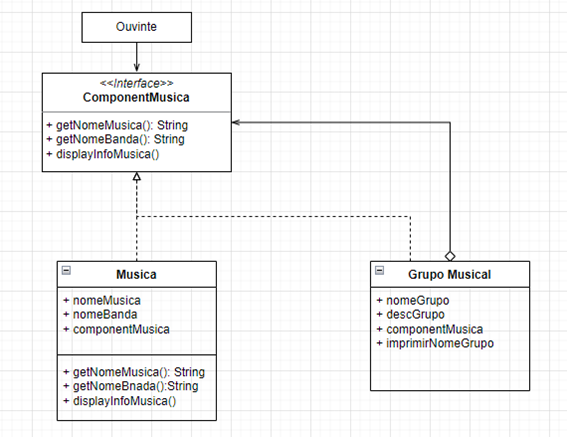 Ouvinte
<<Interface>>
ComponentMusica
+ getNomeMusica(): String
+ getNomeBanda(): String
+ displayInfoMusica()
Musica
+ nomeMusica
+ nomeBanda
+ componentMusica
+ getNomeMusica(): String
+ getNomeBnada():String
+ displayInfoMusica()
Grupo Musical
+ nomeGrupo
+ descGrupo
+ componentMusica
+ imprimirNomeGrupo